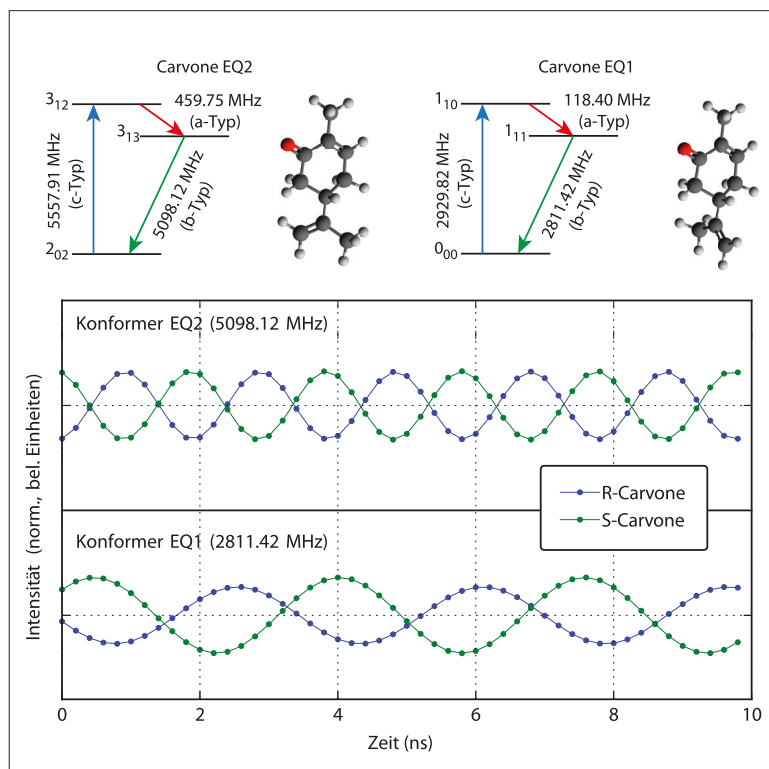 Carvone EQ2
3₁₂
459.75 MHz
(a-Typ)
3₁₃
5557.91 MHz
(c-Typ)
5098.12 MHz
(b-Typ)
2₀₂
Carvone EQ1
1₁₀
118.40 MHz
(a-Typ)
1₁₁
2929.82 MHz
(c-Typ)
2811.42 MHz
(b-Typ)
0₀₀
Konformer EQ2 (5098.12 MHz)
R-Carvone
S-Carvone
Konformer EQ1 (2811.42 MHz)
Intensität (norm., bel. Einheiten)
0 2 4 6 8 10
Zeit (ns)